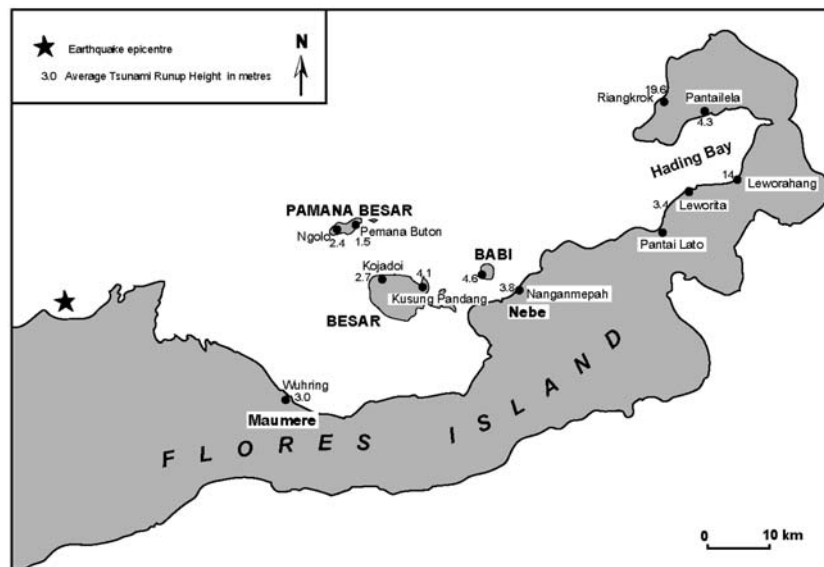 Earthquake epicentre
N
3.0 Average Tsunami Runup Height in metres
19.6
Riangkrok
Pantailela
4.3
Hading Bay
14
Leworahang
3.4
Leworita
Pantai Lato
PAMANA BESAR
Ngolo
2.4
1.5
Pemana Buton
BABI
4.6
Kojadoi
2.7
4.1
Kusung Pandang
BESAR
3.8
Nanganmepah
Nebe
Wuhring
3.0
Maumere
FLORES ISLAND
0 10 km